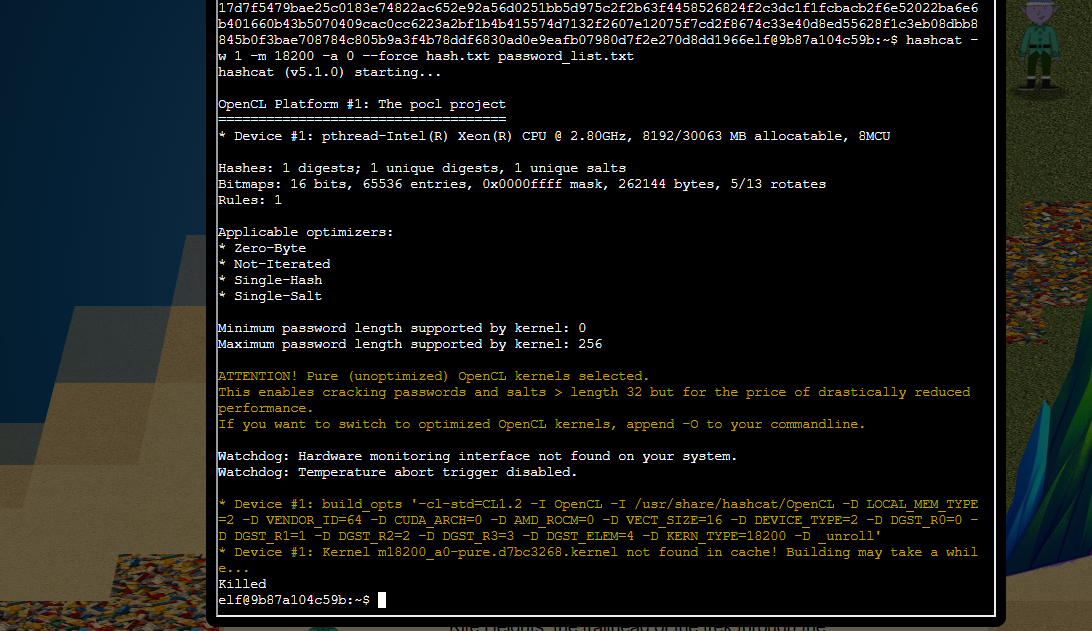 17d7f5479bae25c0183e74822ac652e92a56d0251bb5d975c2f2b63f4458526824f2c3dc1f1fcbacb2f6e52022ba6e6
b401660b43b5070409cac0cc6223a2bf1b4b415574d7132f2607e12075f7cd2f8674c33e40d8ed55628f1c3eb08dbb8
845b0f3bae708784c805b9a3f4b78ddf6830ad0e9eafb07980d7f2e270d8dd1966elf@9b87a104c59b:~$ hashcat -
w 1 -m 18200 -a 0 --force hash.txt password_list.txt
hashcat (v5.1.0) starting...
OpenCL Platform #1: The pocl project
====================================
* Device #1: pthread-Intel(R) Xeon(R) CPU @ 2.80GHz, 8192/30063 MB allocatable, 8MCU
Hashes: 1 digests; 1 unique digests, 1 unique salts
Bitmaps: 16 bits, 65536 entries, 0x0000ffff mask, 262144 bytes, 5/13 rotates
Rules: 1
Applicable optimizers:
* Zero-Byte
* Not-Iterated
* Single-Hash
* Single-Salt
Minimum password length supported by kernel: 0
Maximum password length supported by kernel: 256
ATTENTION! Pure (unoptimized) OpenCL kernels selected.
This enables cracking passwords and salts > length 32 but for the price of drastically reduced
performance.
If you want to switch to optimized OpenCL kernels, append -O to your commandline.
Watchdog: Hardware monitoring interface not found on your system.
Watchdog: Temperature abort trigger disabled.
* Device #1: build_opts '-cl-std=CL1.2 -I OpenCL -I /usr/share/hashcat/OpenCL -D LOCAL_MEM_TYPE
=2 -D VENDOR_ID=64 -D CUDA_ARCH=0 -D AMD_ROCM=0 -D VECT_SIZE=16 -D DEVICE_TYPE=2 -D DGST_R0=0 -
D DGST_R1=1 -D DGST_R2=2 -D DGST_R3=3 -D DGST_ELEM=4 -D KERN_TYPE=18200 -D _unroll'
* Device #1: Kernel m18200_a0-pure.d7bc3268.kernel not found in cache! Building may take a whil
e...
Killed
elf@9b87a104c59b:~$